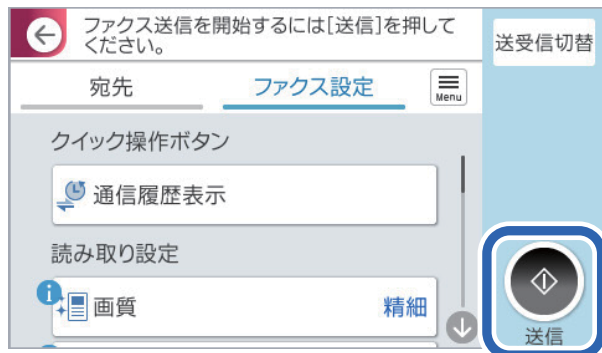 ファクス送信を開始するには[送信]を押して
ください。
送受信切替
宛先
ファクス設定
Menu
クイック操作ボタン
通信履歴表示
読み取り設定
画質
精細
送信